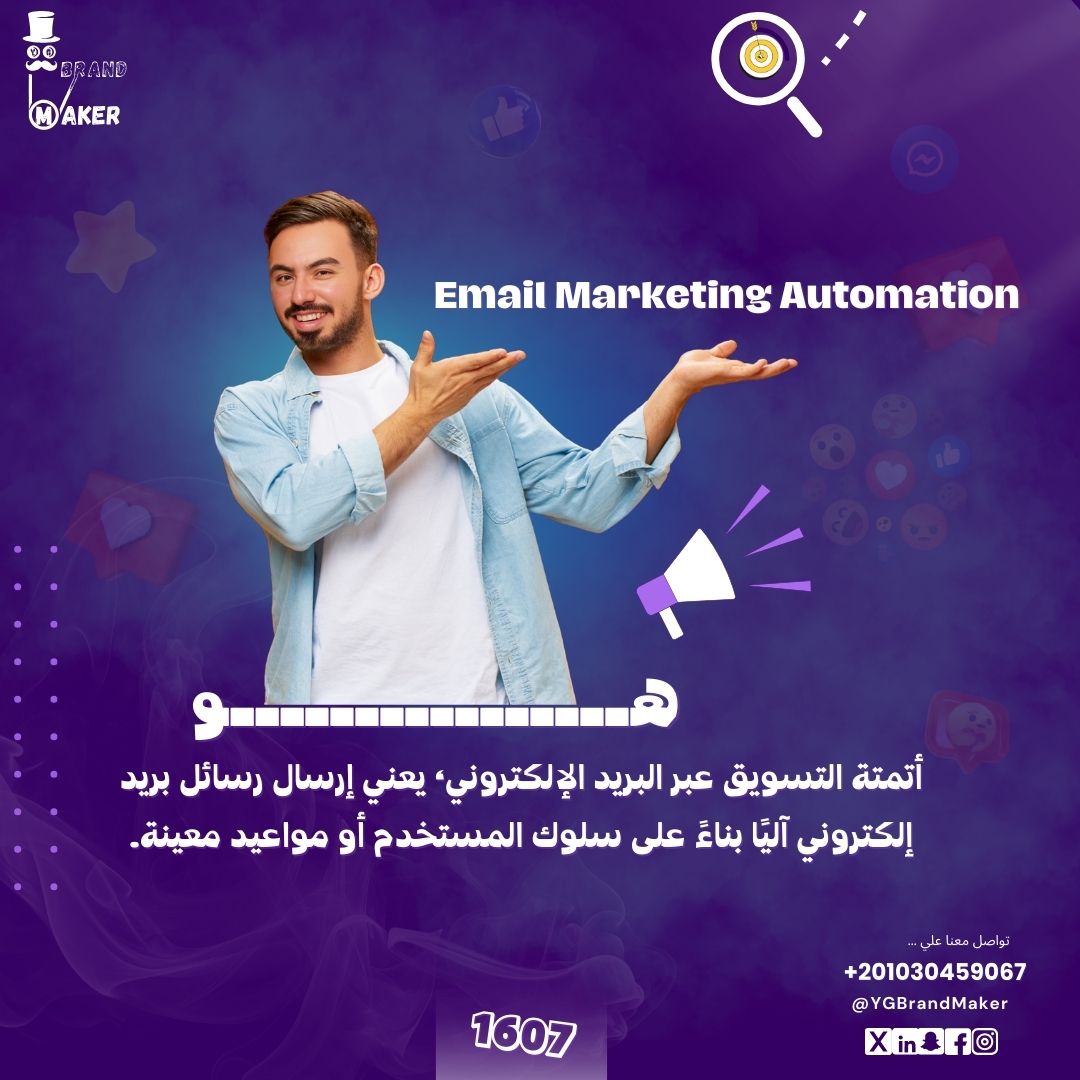 BRAND
MAKER
Email Marketing Automation
هـــــــــــــــــو
أتمتة التسويق عبر البريد الإلكتروني، يعني إرسال رسائل بريد
إلكتروني آليًا بناءً على سلوك المستخدم أو مواعيد معينة.
تواصل معنا علي ...
+201030459067
@YGBrandMaker
1607